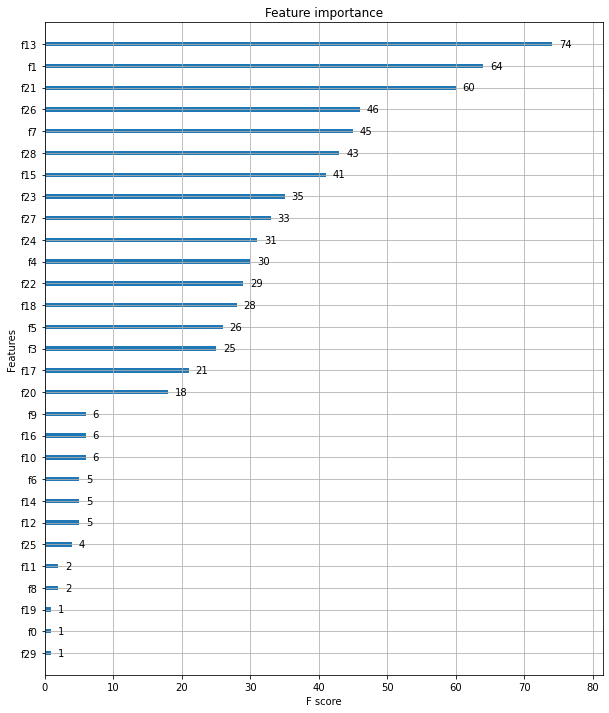 Feature importance
f13 74
f1 64
f21 60
f26 46
f7 45
f28 43
f15 41
f23 35
f27 33
f24 31
f4 30
f22 29
f18 28
f5 26
f3 25
f17 21
f20 18
f9 6
f16 6
f10 6
f6 5
f14 5
f12 5
f25 4
f11 2
f8 2
f19 1
f0 1
f29 1
Features
0 10 20 30 40 50 60 70 80
F score